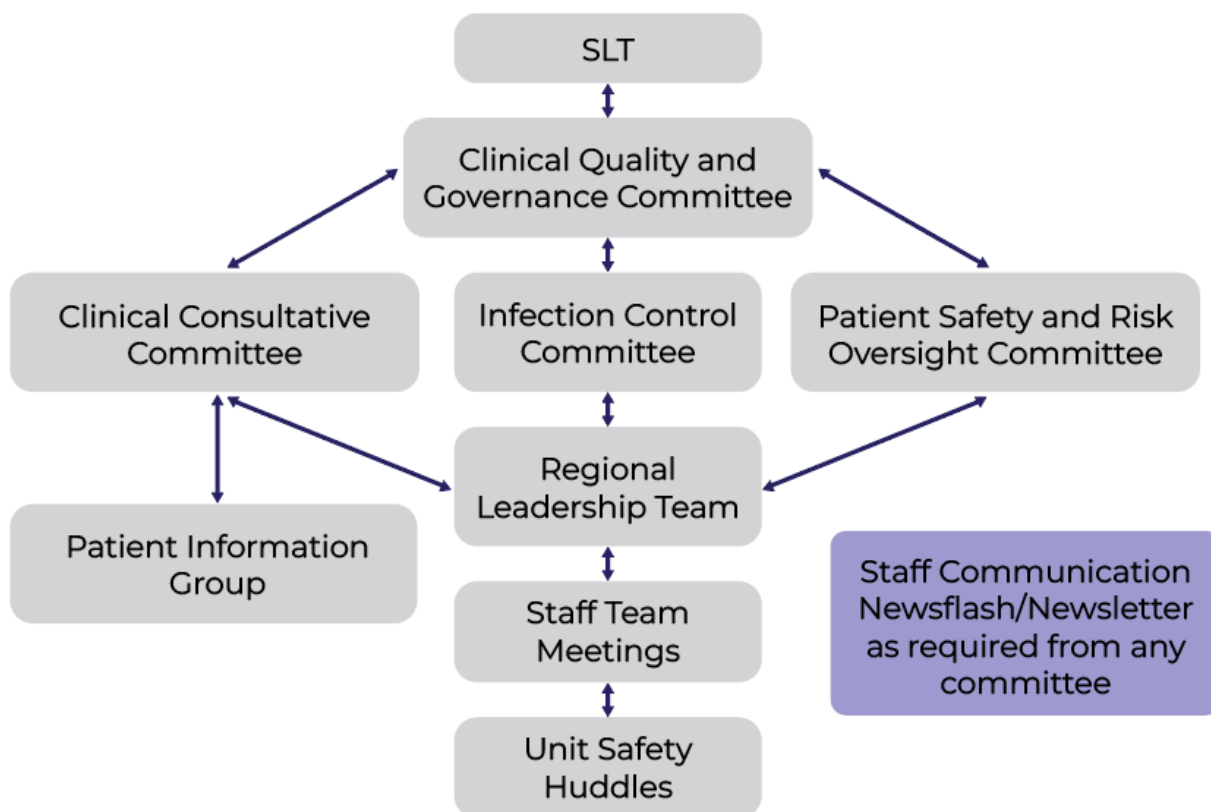 SLT
Clinical Quality and
Governance Committee
Clinical Consultative
Committee
Infection Control
Committee
Patient Safety and Risk
Oversight Committee
Regional
Leadership Team
Patient Information
Group
Staff Communication
Newsflash/Newsletter
as required from any
committee
Staff Team
Meetings
Unit Safety
Huddles